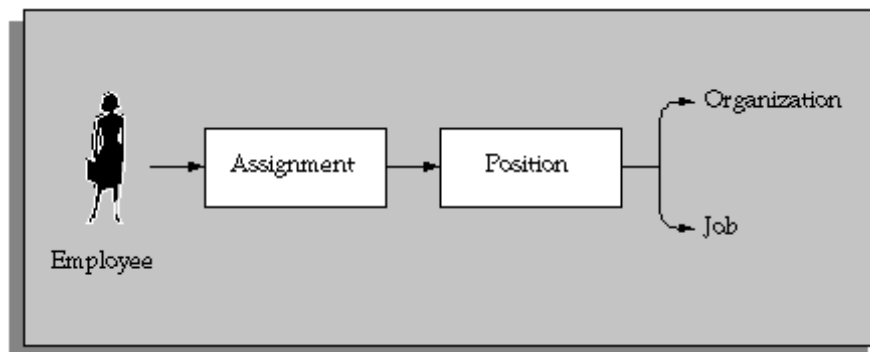 Organization
Assignment
Position
Job
Employee